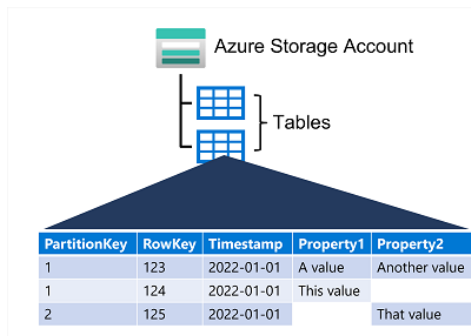 Azure Storage Account
Tables
PartitionKey RowKey Timestamp Property1 Property2
1 123 2022-01-01 A value Another value
1 124 2022-01-01 This value
2 125 2022-01-01 That value